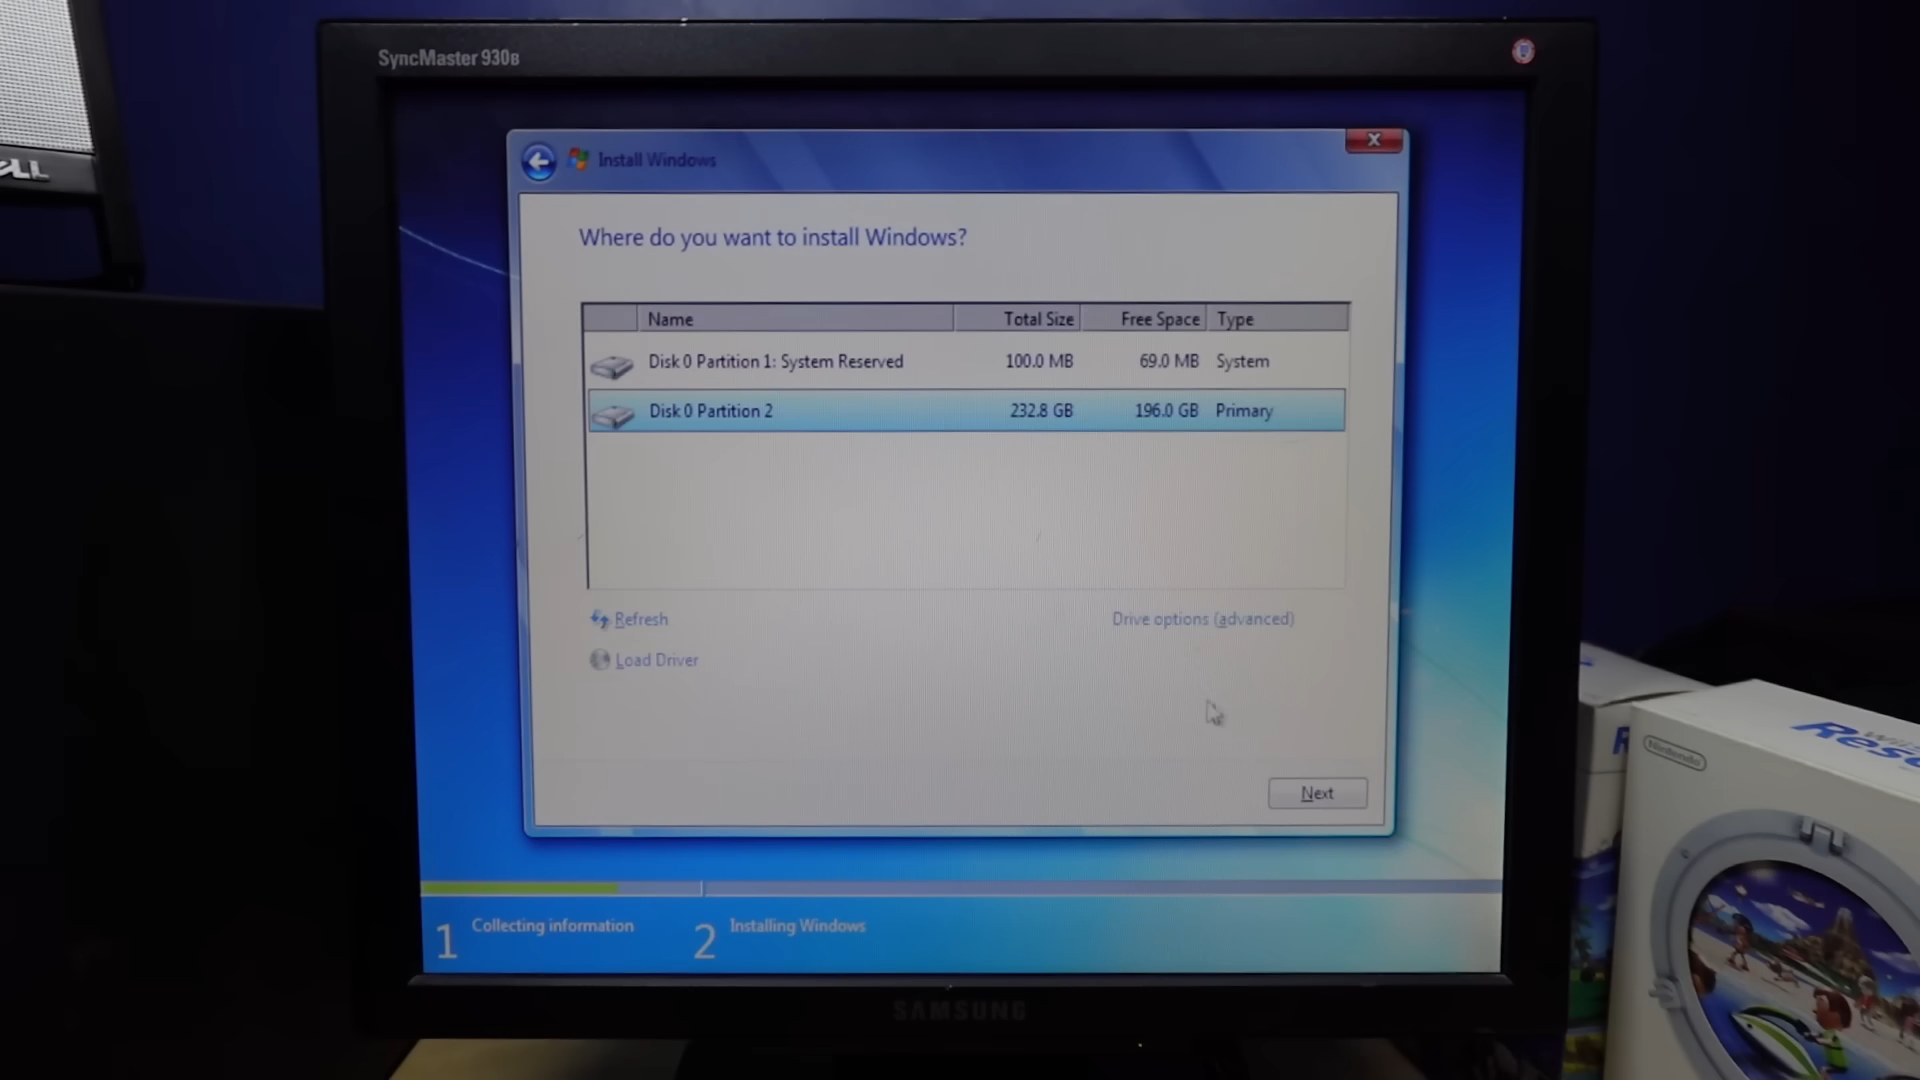 SyncMaster 930B
Install Windows
Where do you want to install Windows?
Name Total Size Free Space Type
Disk 0 Partition 1: System Reserved 100.0 MB 69.0 MB System
Disk 0 Partition 2 232.8 GB 196.0 GB Primary
Refresh Drive options (advanced)
Load Driver
Next
1 Collecting information 2 Installing Windows
SAMSUNG
Nintendo